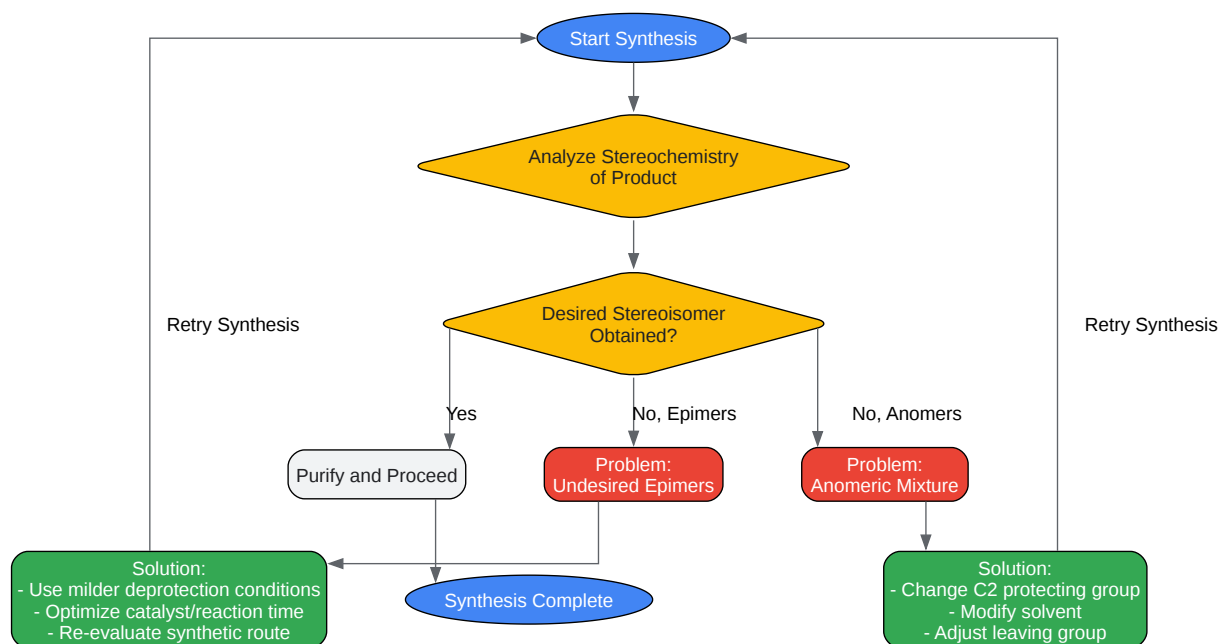 Start Synthesis
Analyze Stereochemistry
of Product
Desired Stereoisomer
Obtained?
Retry Synthesis
Retry Synthesis
Yes
No, Epimers
No, Anomers
Purify and Proceed
Problem:
Undesired Epimers
Problem:
Anomeric Mixture
Solution:
- Use milder deprotection conditions
- Optimize catalyst/reaction time
- Re-evaluate synthetic route
Synthesis Complete
Solution:
- Change C2 protecting group
- Modify solvent
- Adjust leaving group